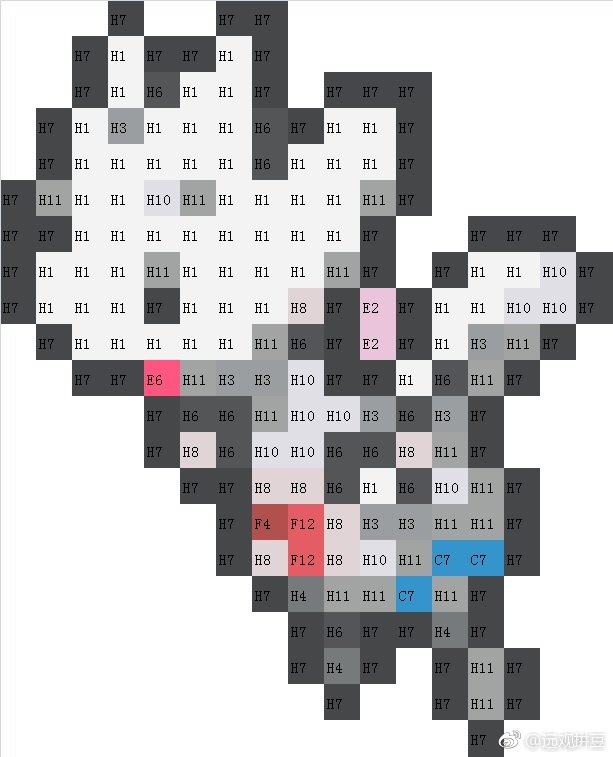 H7 H7 H7
H7 H1 H7 H7 H1 H7
H7 H1 H6 H1 H1 H7 H7 H7 H7
H7 H1 H3 H1 H1 H1 H6 H7 H1 H1 H7
H7 H1 H1 H1 H1 H1 H6 H1 H1 H1 H7
H7 H11 H1 H1 H10 H11 H1 H1 H1 H1 H11 H7
H7 H7 H1 H1 H1 H1 H1 H1 H1 H1 H7 H7 H7 H7
H7 H1 H1 H1 H11 H1 H1 H1 H1 H11 H7 H7 H1 H1 H10 H7
H7 H1 H1 H1 H7 H1 H1 H1 H8 H7 E2 H7 H1 H1 H10 H10 H7
H7 H1 H1 H1 H1 H1 H11 H6 H7 E2 H7 H1 H3 H11 H7
H7 H7 E6 H11 H3 H3 H10 H7 H7 H1 H6 H11 H7
H7 H6 H6 H11 H10 H10 H3 H6 H3 H7
H7 H8 H6 H10 H10 H6 H6 H8 H11 H7
H7 H7 H8 H8 H6 H1 H6 H10 H11 H7
H7 F4 F12 H8 H3 H3 H11 H11 H7
H7 H8 F12 H8 H10 H11 C7 C7 H7
H7 H4 H11 H11 C7 H11 H7
H7 H6 H7 H7 H4 H7
H7 H4 H7 H7 H11 H7
H7 H7 H11 H7
H7
@远观拼豆